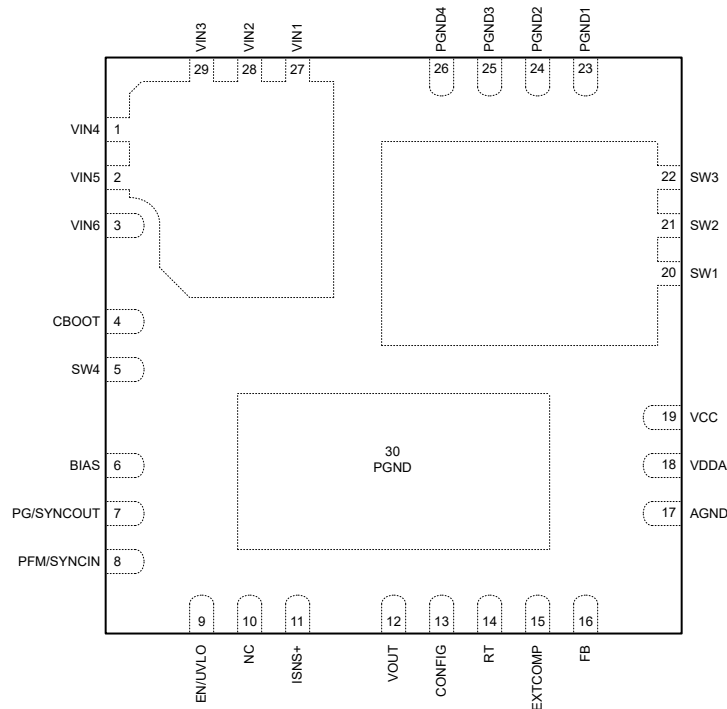 VIN3
VIN2
VIN1
PGND4
PGND3
PGND2
PGND1
29
28
27
26
25
24
23
VIN4 1
VIN5 2
VIN6 3
CBOOT 4
SW4 5
BIAS 6
PG/SYNCOUT 7
PFM/SYNCIN 8
22 SW3
21 SW2
20 SW1
19 VCC
18 VDDA
17 AGND
30
PGND
9
10
11
12
13
14
15
16
EN/UVLO
NC
ISNS+
VOUT
CONFIG
RT
EXTCOMP
FB